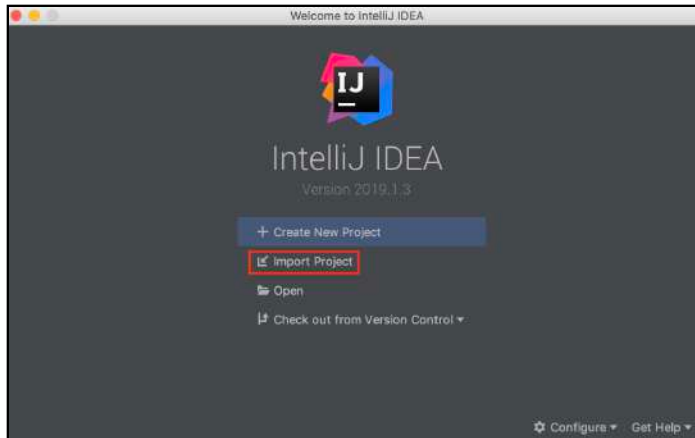 Welcome to IntelliJ IDEA
IJ
IntelliJ IDEA
Version 2019.1.3
Create New Project
Import Project
Open
Check out from Version Control
Configure Get Help